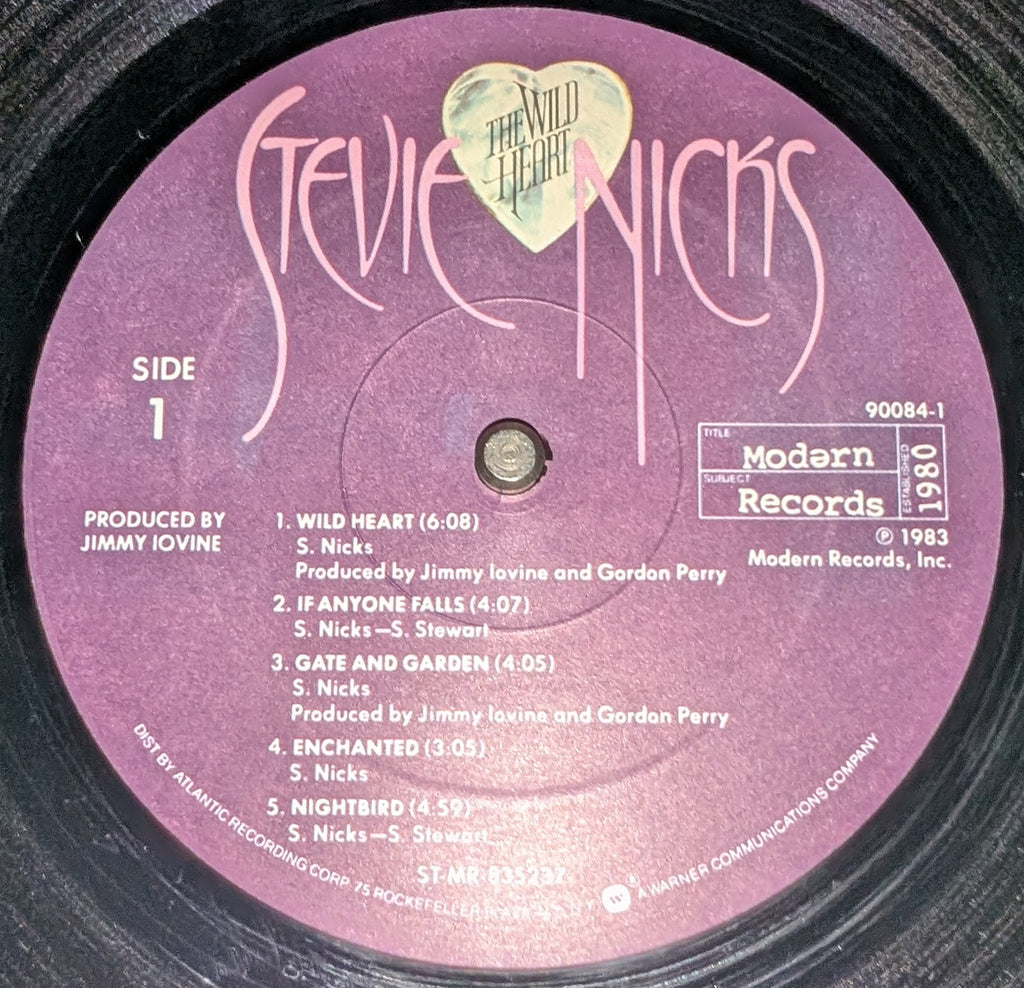 STEVIE NICKS
THE WILD
HEART
SIDE
1
90084-1
TITLE
Modərn
SUBJECT
Records
ESTABLISHED
1980
℗ 1983
Modern Records, Inc.
PRODUCED BY
JIMMY IOVINE
1. WILD HEART (6:08)
S. Nicks
Produced by Jimmy Iovine and Gordon Perry
2. IF ANYONE FALLS (4:07)
S. Nicks—S. Stewart
3. GATE AND GARDEN (4:05)
S. Nicks
Produced by Jimmy Iovine and Gordon Perry
4. ENCHANTED (3:05)
S. Nicks
5. NIGHTBIRD (4:59)
S. Nicks—S. Stewart
ST-MR-835237
DIST BY ATLANTIC RECORDING CORP. 75 ROCKEFELLER
W ® A WARNER COMMUNICATIONS COMPANY